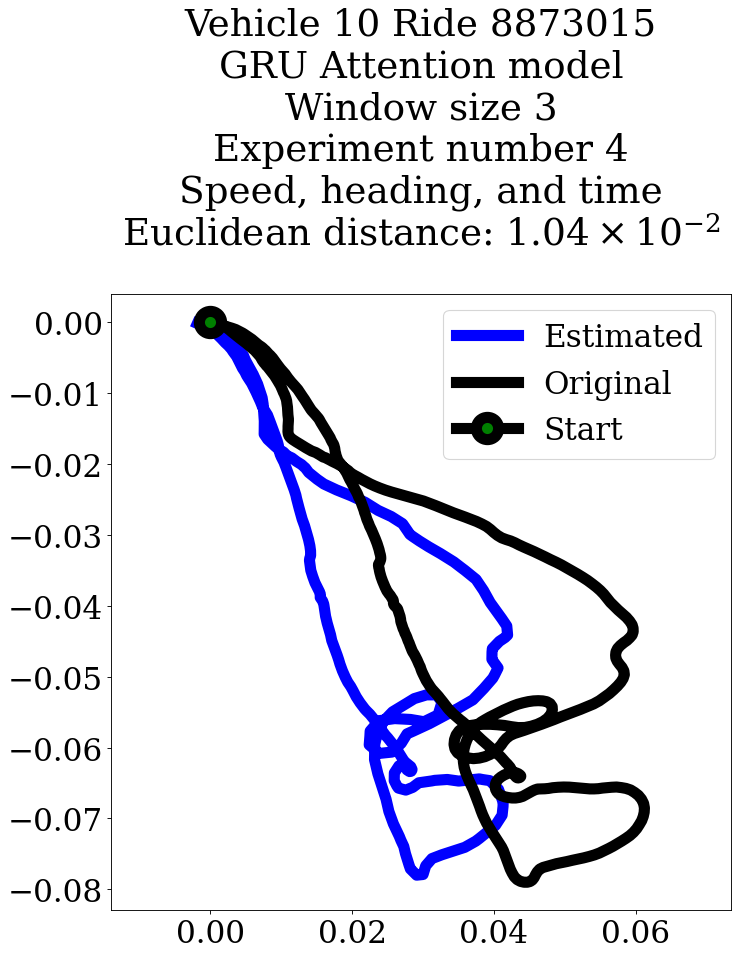 Vehicle 10 Ride 8873015
GRU Attention model
Window size 3
Experiment number 4
Speed, heading, and time
Euclidean distance: 1.04 × 10⁻²
Estimated
Original
Start
0.00
−0.01
−0.02
−0.03
−0.04
−0.05
−0.06
−0.07
−0.08
0.00 0.02 0.04 0.06